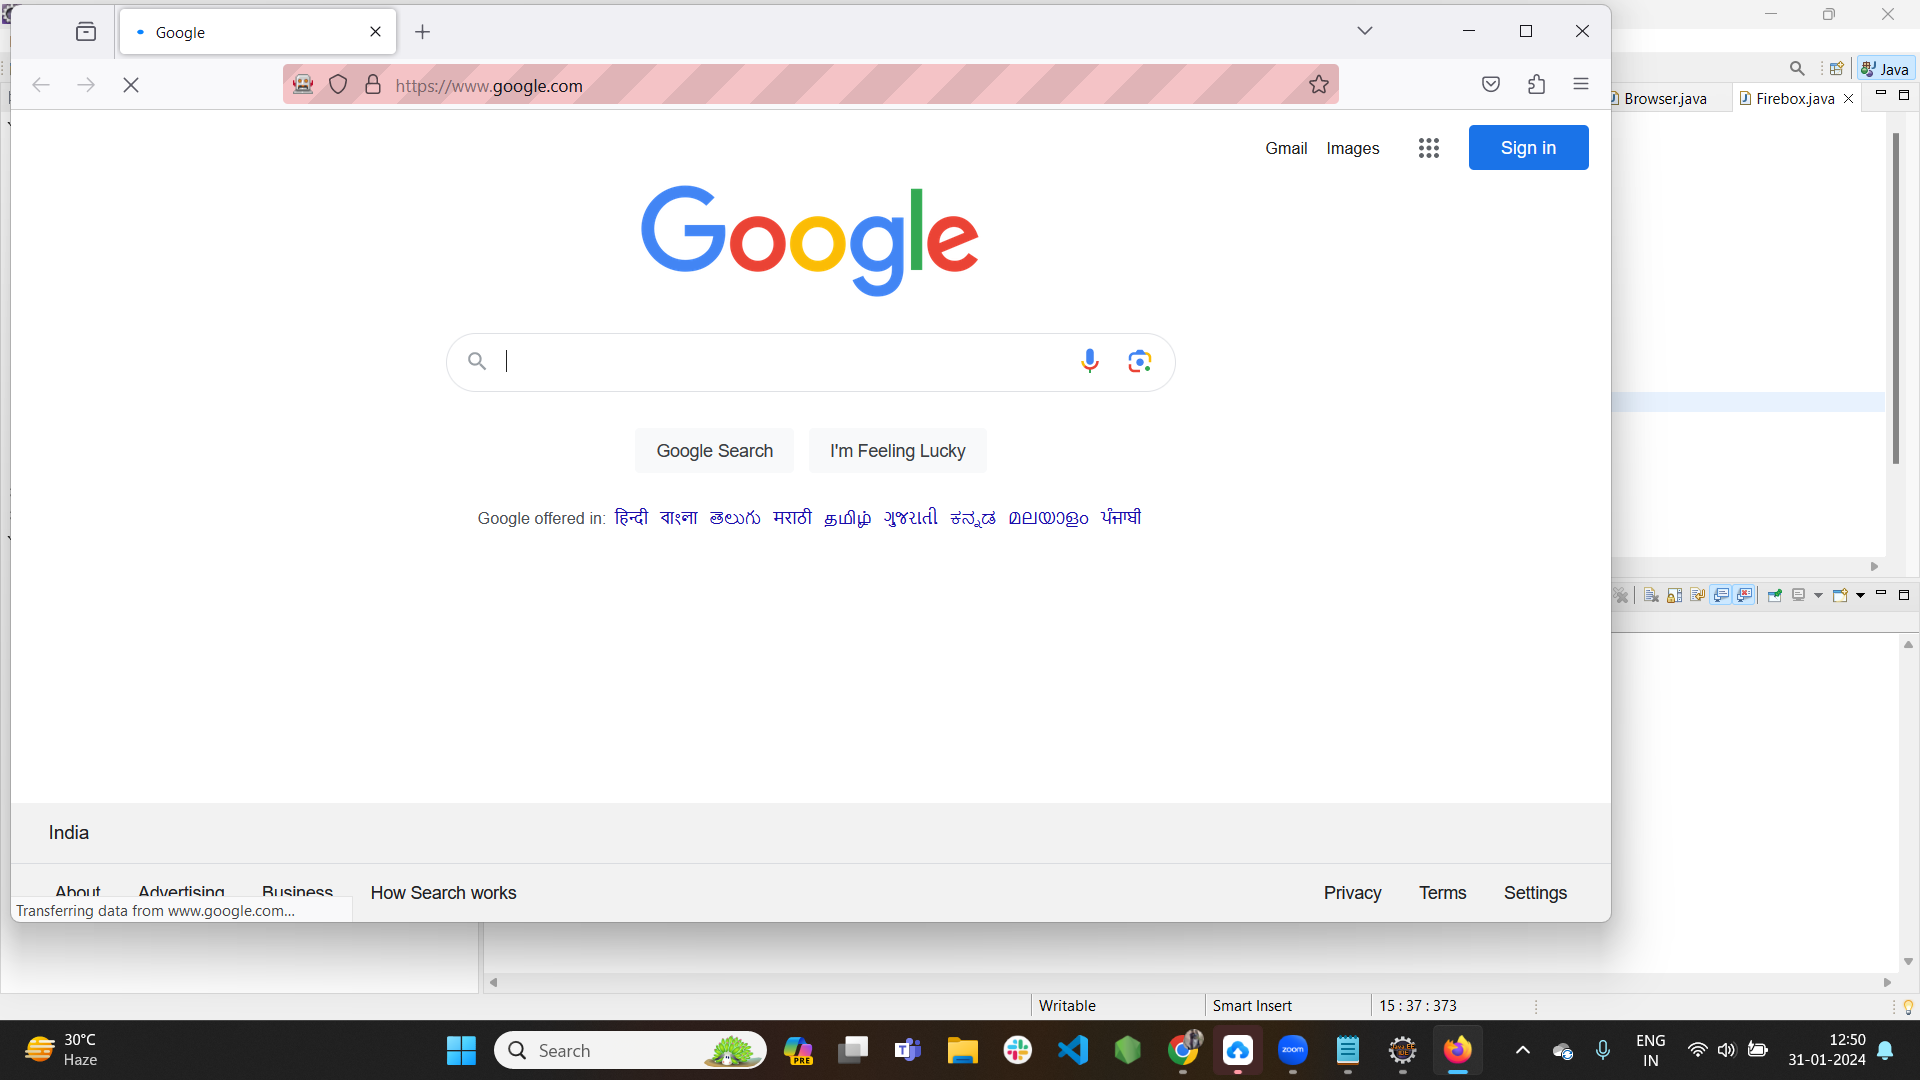 Google
https://www.google.com
Java
Browser.java
Firebox.java
Gmail Images Sign in
Google
Google Search I'm Feeling Lucky
Google offered in: हिन्दी বাংলা తెలుగు मराठी தமிழ் ગુજરાતી ಕನ್ನಡ മലയാളം ਪੰਜਾਬੀ
India
About Advertising Business How Search works Privacy Terms Settings
Transferring data from www.google.com...
Writable Smart Insert 15 : 37 : 373
30°C
Haze
Search
PRE
zoom
ENG
IN
12:50
31-01-2024